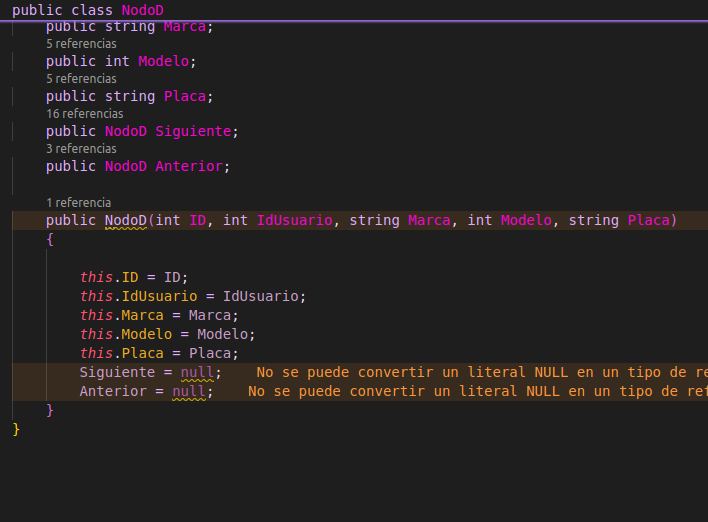 public class NodoD
public string Marca;
5 referencias
public int Modelo;
5 referencias
public string Placa;
16 referencias
public NodoD Siguiente;
3 referencias
public NodoD Anterior;
1 referencia
public NodoD(int ID, int IdUsuario, string Marca, int Modelo, string Placa)
{
this.ID = ID;
this.IdUsuario = IdUsuario;
this.Marca = Marca;
this.Modelo = Modelo;
this.Placa = Placa;
Siguiente = null; No se puede convertir un literal NULL en un tipo de re
Anterior = null; No se puede convertir un literal NULL en un tipo de ref
}
}